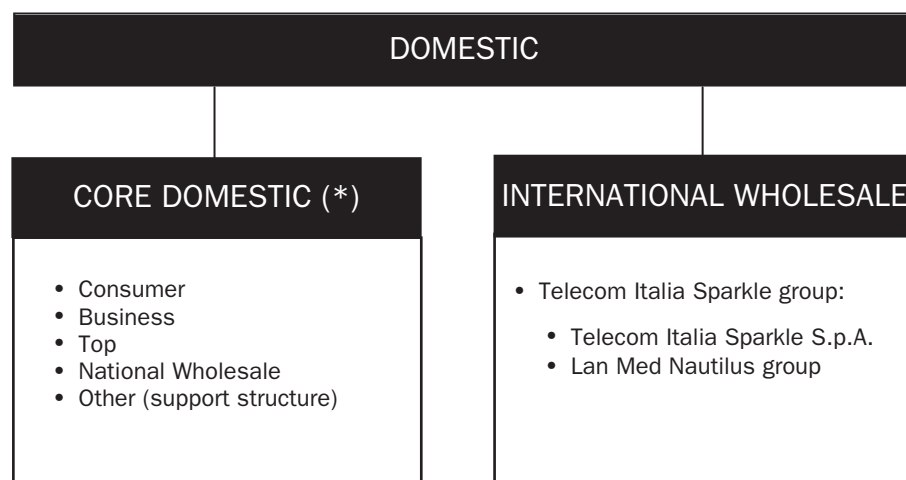 DOMESTIC
CORE DOMESTIC (*)
• Consumer
• Business
• Top
• National Wholesale
• Other (support structure)
INTERNATIONAL WHOLESALE
• Telecom Italia Sparkle group:
• Telecom Italia Sparkle S.p.A.
• Lan Med Nautilus group